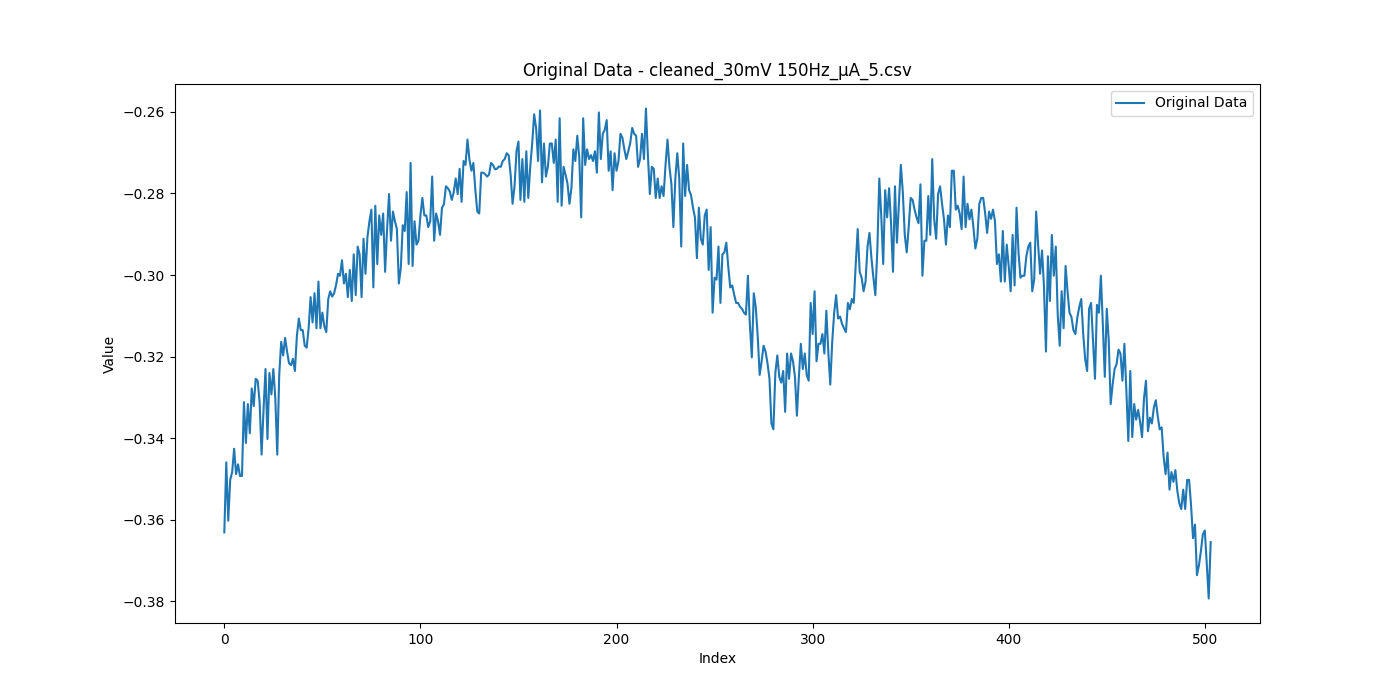 Original Data - cleaned_30mV 150Hz_μA_5.csv
Original Data
−0.26
−0.28
−0.30
−0.32
−0.34
−0.36
−0.38
Value
0 100 200 300 400 500
Index